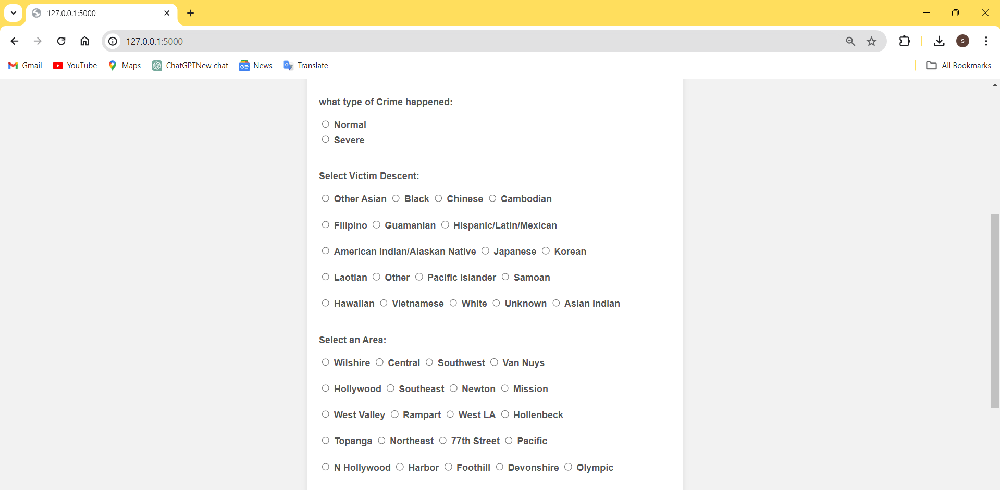 127.0.0.1:5000
127.0.0.1:5000
S
Gmail YouTube Maps ChatGPTNew chat News Translate All Bookmarks
what type of Crime happened:
Normal
Severe
Select Victim Descent:
Other Asian Black Chinese Cambodian
Filipino Guamanian Hispanic/Latin/Mexican
American Indian/Alaskan Native Japanese Korean
Laotian Other Pacific Islander Samoan
Hawaiian Vietnamese White Unknown Asian Indian
Select an Area:
Wilshire Central Southwest Van Nuys
Hollywood Southeast Newton Mission
West Valley Rampart West LA Hollenbeck
Topanga Northeast 77th Street Pacific
N Hollywood Harbor Foothill Devonshire Olympic